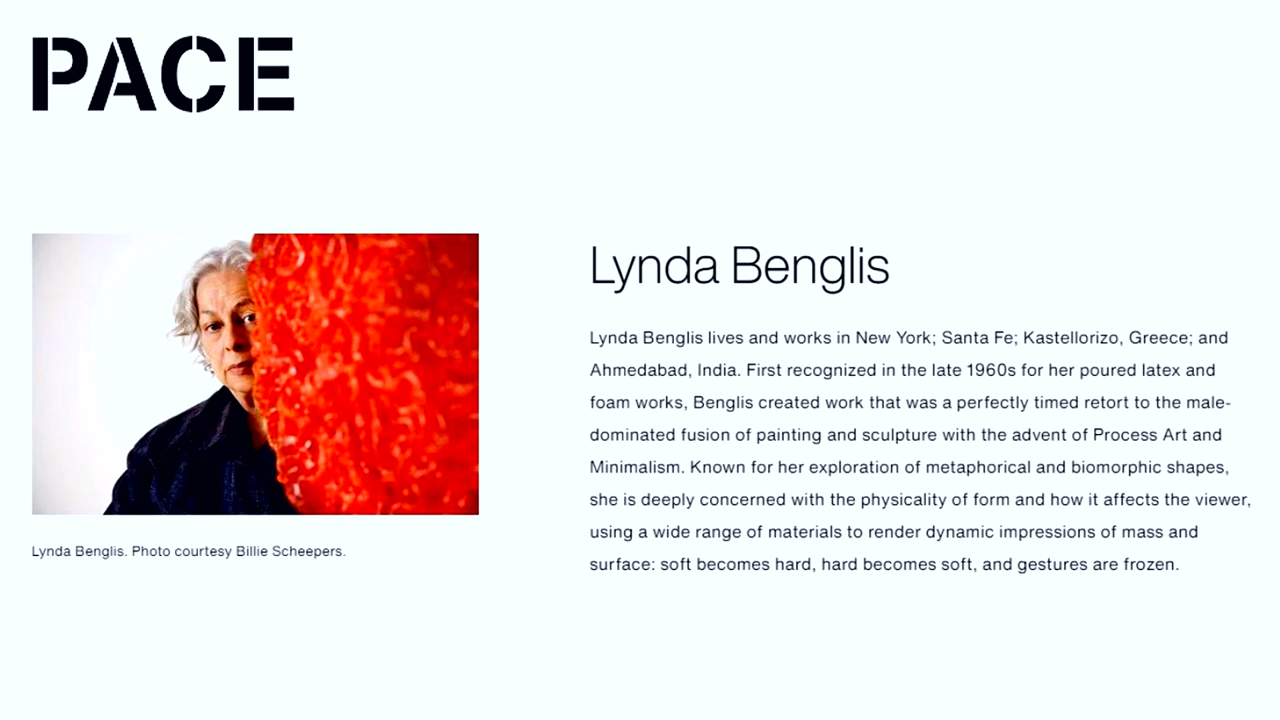 PACE
Lynda Benglis
Lynda Benglis lives and works in New York; Santa Fe; Kastellorizo, Greece; and
Ahmedabad, India. First recognized in the late 1960s for her poured latex and
foam works, Benglis created work that was a perfectly timed retort to the male-
dominated fusion of painting and sculpture with the advent of Process Art and
Minimalism. Known for her exploration of metaphorical and biomorphic shapes,
she is deeply concerned with the physicality of form and how it affects the viewer,
using a wide range of materials to render dynamic impressions of mass and
surface: soft becomes hard, hard becomes soft, and gestures are frozen.
Lynda Benglis. Photo courtesy Billie Scheepers.